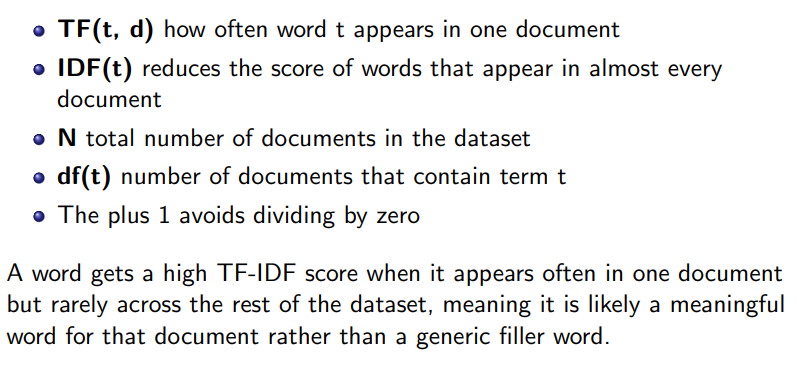 TF(t, d) how often word t appears in one document
IDF(t) reduces the score of words that appear in almost every
document
N total number of documents in the dataset
df(t) number of documents that contain term t
The plus 1 avoids dividing by zero
A word gets a high TF-IDF score when it appears often in one document
but rarely across the rest of the dataset, meaning it is likely a meaningful
word for that document rather than a generic filler word.